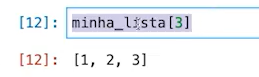 [12]: minha_lista[3]
[12]: [1, 2, 3]